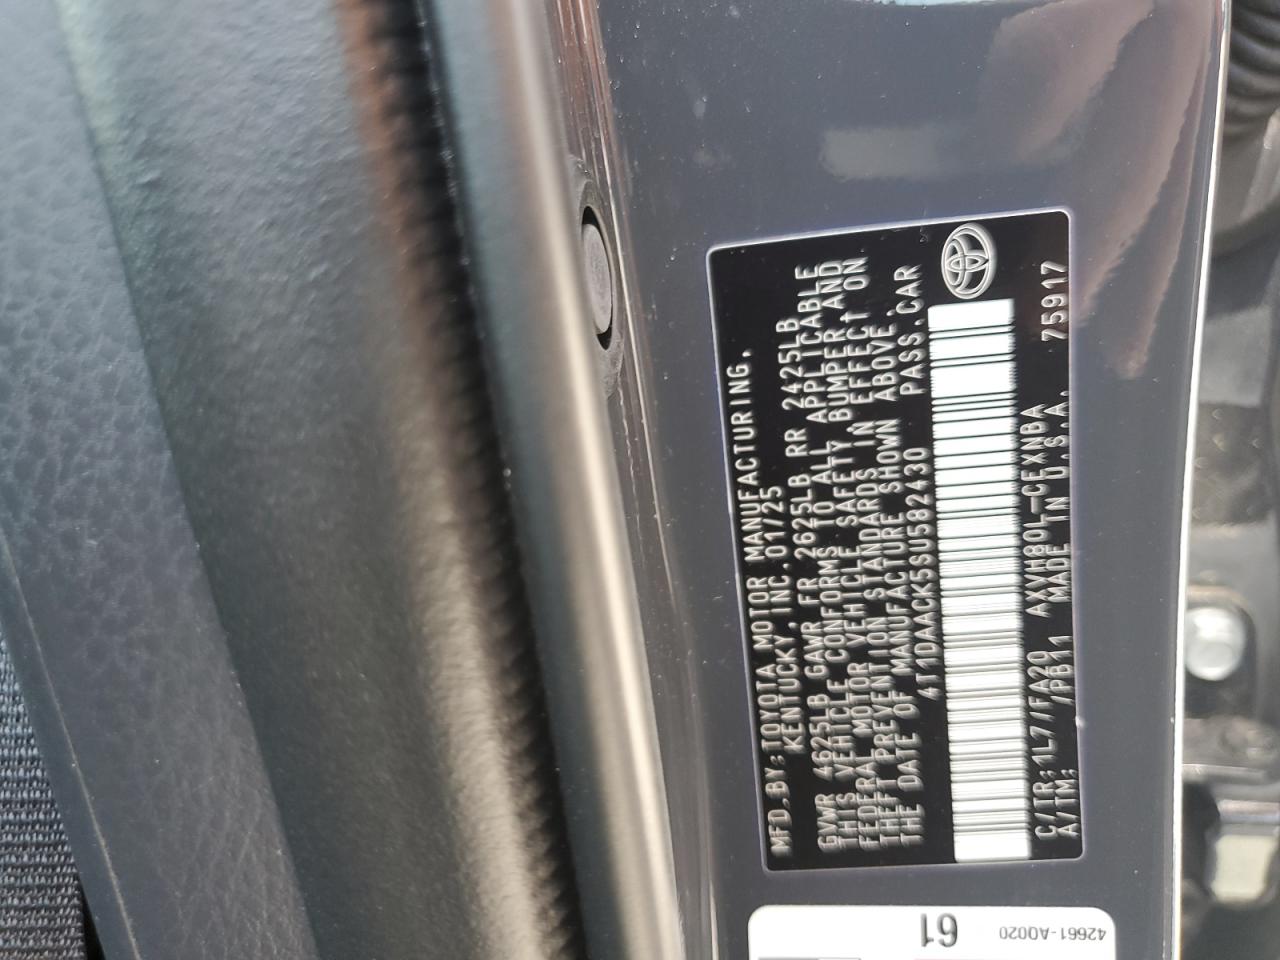 MFD.BY:TOYOTA MOTOR MANUFACTURING.
KENTUCKY,INC.01/25
GVWR 4625LB GAWR FR 2625LB RR 2425LB
THIS VEHICLE CONFORMS TO ALL APPLICABLE
FEDERAL MOTOR VEHICLE SAFETY,BUMPER,AND
THEFT PREVENTION STANDARDS IN EFFECT ON
THE DATE OF MANUFACTURE SHOWN ABOVE.
4T1DAACK5SU582430 PASS.CAR
C/TR:1L7/FA20 AXVH80L-CEXNBA
A/TM: /PB11 MADE IN U.S.A. 75917
61
42661-A0020